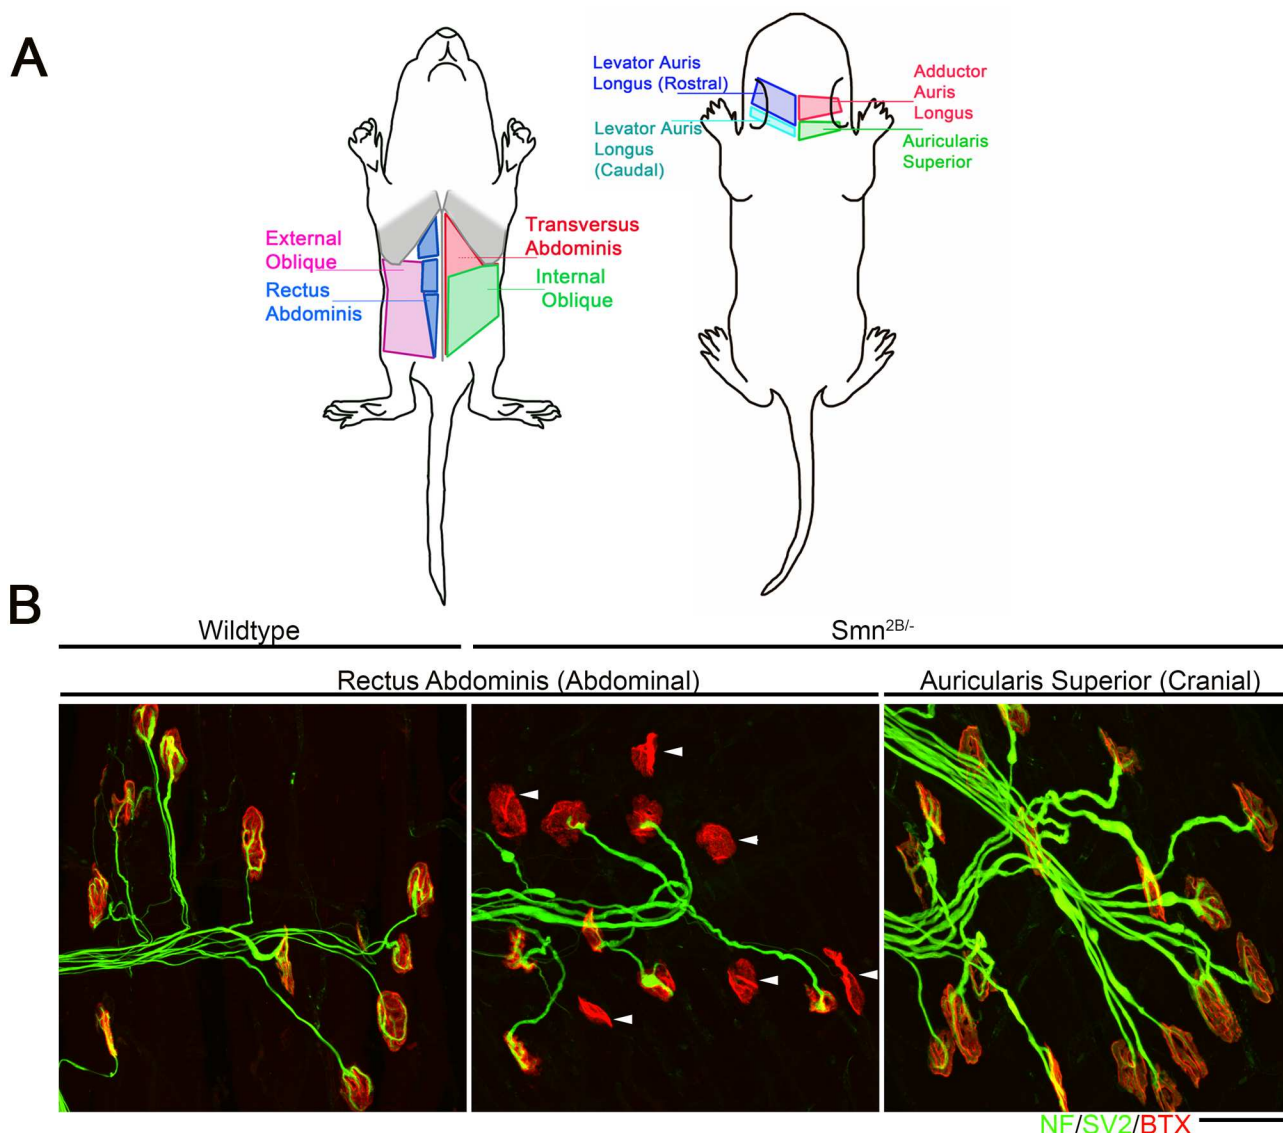 A
External
Oblique
Rectus
Abdominis
Transversus
Abdominis
Internal
Oblique
Levator Auris
Longus (Rostral)
Levator Auris
Longus
(Caudal)
Adductor
Auris
Longus
Auricularis
Superior
B
Wildtype
Smn2B/-
Rectus Abdominis (Abdominal)
Auricularis Superior (Cranial)
NF/SV2/BTX